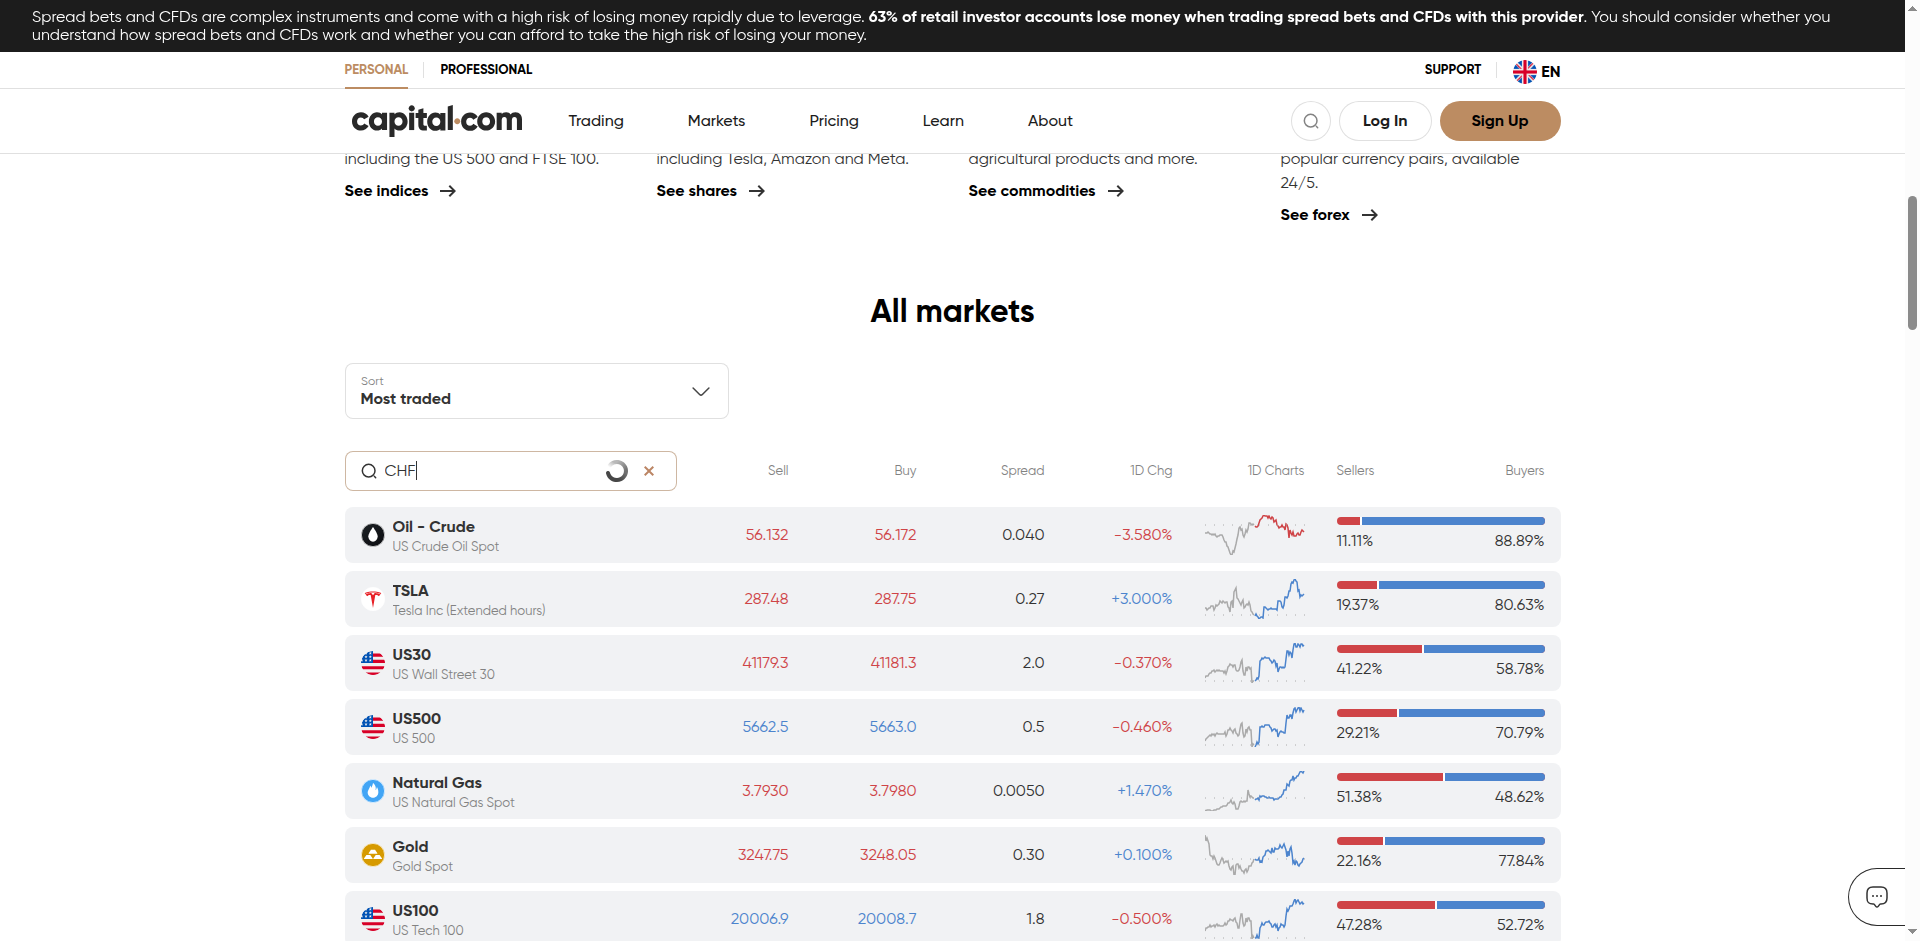 Spread bets and CFDs are complex instruments and come with a high risk of losing money rapidly due to leverage. 63% of retail investor accounts lose money when trading spread bets and CFDs with this provider. You should consider whether you
understand how spread bets and CFDs work and whether you can afford to take the high risk of losing your money.
PERSONAL PROFESSIONAL SUPPORT EN
capital.com Trading Markets Pricing Learn About Log In Sign Up
including the US 500 and FTSE 100. including Tesla, Amazon and Meta. agricultural products and more. popular currency pairs, available
24/5.
See indices See shares See commodities
See forex
All markets
Sort
Most traded
CHF Sell Buy Spread 1D Chg 1D Charts Sellers Buyers
Oil - Crude
US Crude Oil Spot
56.132 56.172 0.040 -3.580% 11.11% 88.89%
TSLA
Tesla Inc (Extended hours)
287.48 287.75 0.27 +3.000% 19.37% 80.63%
US30
US Wall Street 30
41179.3 41181.3 2.0 -0.370% 41.22% 58.78%
US500
US 500
5662.5 5663.0 0.5 -0.460% 29.21% 70.79%
Natural Gas
US Natural Gas Spot
3.7930 3.7980 0.0050 +1.470% 51.38% 48.62%
Gold
Gold Spot
3247.75 3248.05 0.30 +0.100% 22.16% 77.84%
US100
US Tech 100
20006.9 20008.7 1.8 -0.500% 47.28% 52.72%